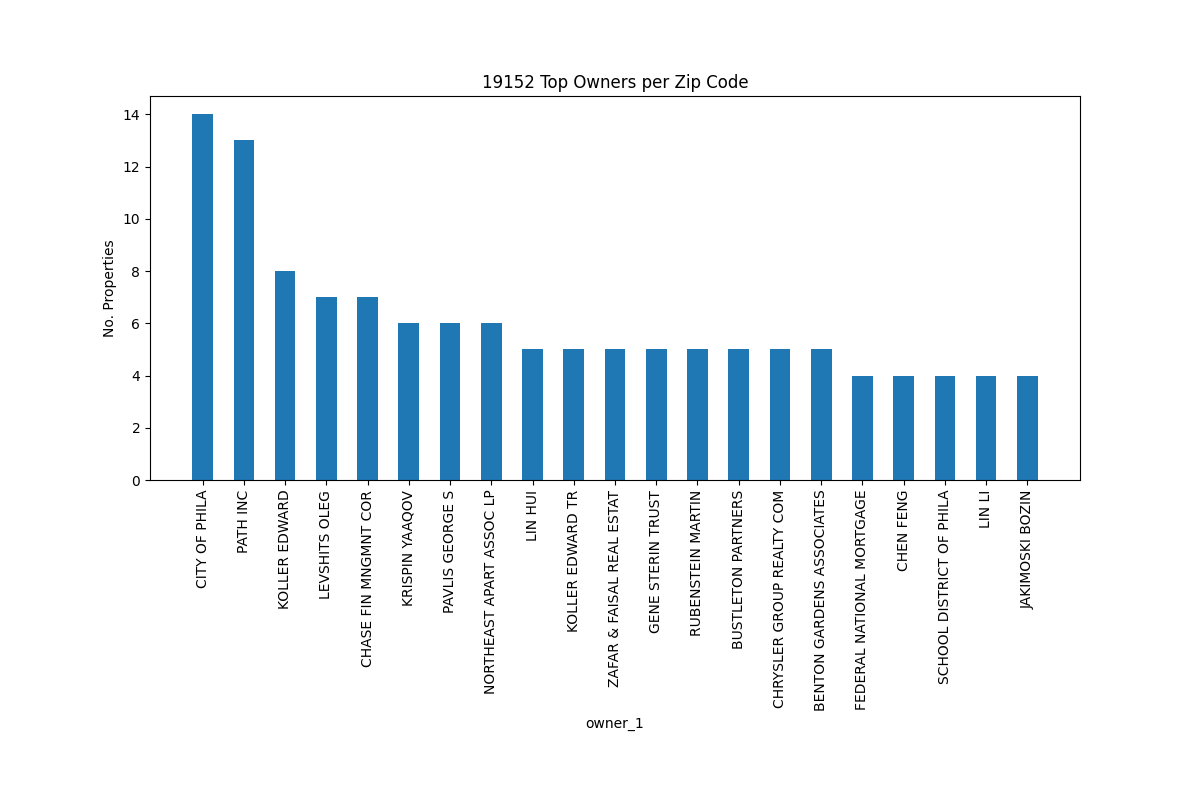 19152 Top Owners per Zip Code
No. Properties
14
12
10
8
6
4
2
0
CITY OF PHILA
PATH INC
KOLLER EDWARD
LEVSHITS OLEG
CHASE FIN MNGMNT COR
KRISPIN YAAQOV
PAVLIS GEORGE S
NORTHEAST APART ASSOC LP
LIN HUI
KOLLER EDWARD TR
ZAFAR & FAISAL REAL ESTAT
GENE STERIN TRUST
RUBENSTEIN MARTIN
BUSTLETON PARTNERS
CHRYSLER GROUP REALTY COM
BENTON GARDENS ASSOCIATES
FEDERAL NATIONAL MORTGAGE
CHEN FENG
SCHOOL DISTRICT OF PHILA
LIN LI
JAKIMOSKI BOZIN
owner_1